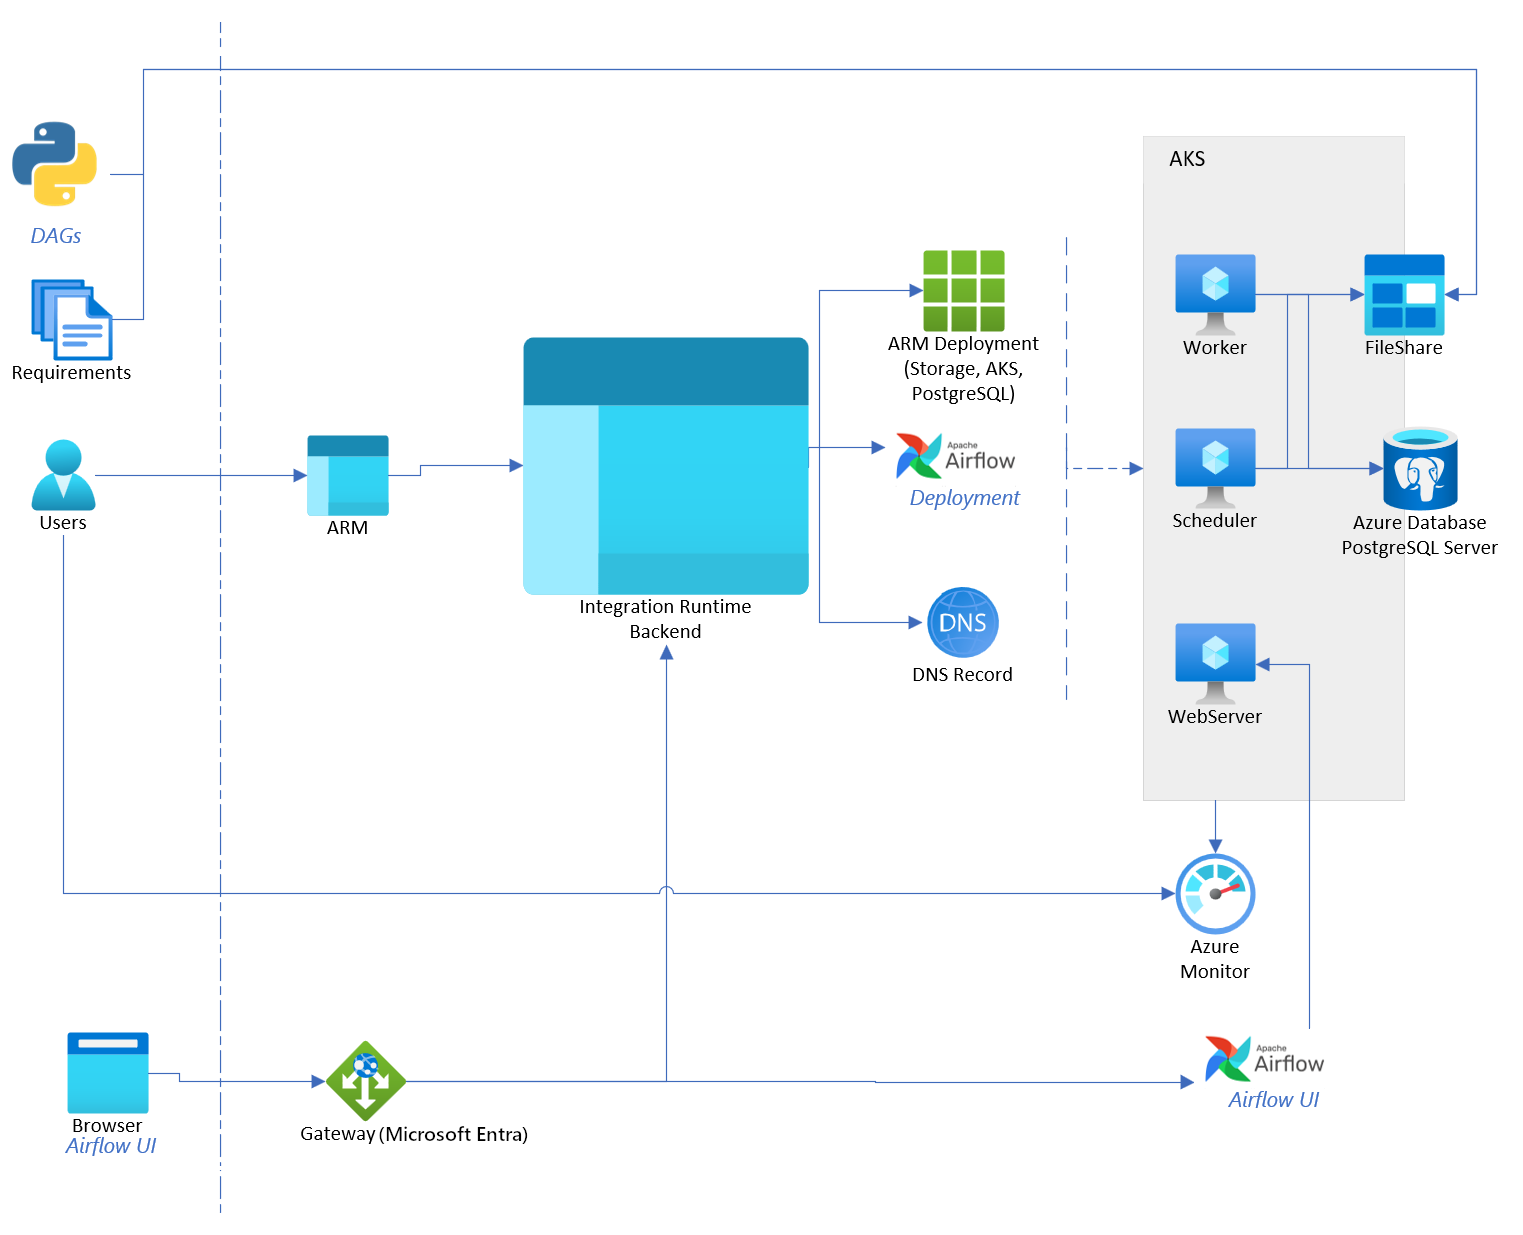 AKS
DAGs
Requirements
Users
ARM
Integration Runtime
Backend
ARM Deployment
(Storage, AKS,
PostgreSQL)
Apache
Airflow
Deployment
DNS
DNS Record
Worker
FileShare
Scheduler
Azure Database
PostgreSQL Server
WebServer
Azure
Monitor
Browser
Airflow UI
Gateway (Microsoft Entra)
Apache
Airflow
Airflow UI